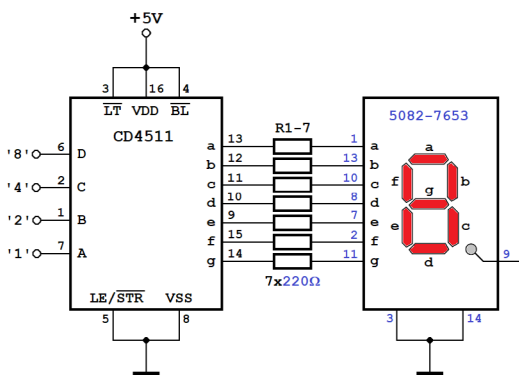 +5V
3 16 4
LT VDD BL
CD4511
5082-7653
R1-7
'8' 6 D
'4' 2 C
'2' 1 B
'1' 7 A
a 13 1 a
b 12 13 b
c 11 10 c
d 10 8 d
e 9 7 e
f 15 2 f
g 14 11 g
a
f b
g
e c
d
9
7x220Ω
LE/STR VSS
5 8
3 14